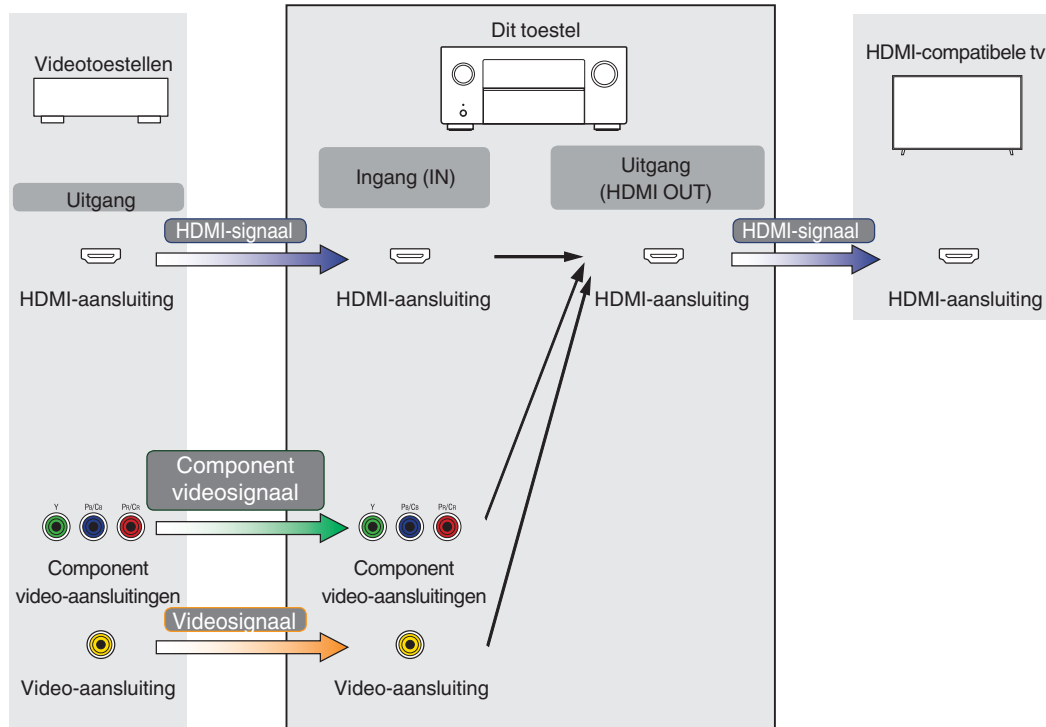 Dit toestel
Videotoestellen
HDMI-compatibele tv
Ingang (IN)
Uitgang
(HDMI OUT)
Uitgang
HDMI-signaal
HDMI-signaal
HDMI-aansluiting
HDMI-aansluiting
HDMI-aansluiting
HDMI-aansluiting
Component
videosignaal
Y PB/CB PR/CR
Y PB/CB PR/CR
Component
video-aansluitingen
Component
video-aansluitingen
Videosignaal
Video-aansluiting
Video-aansluiting